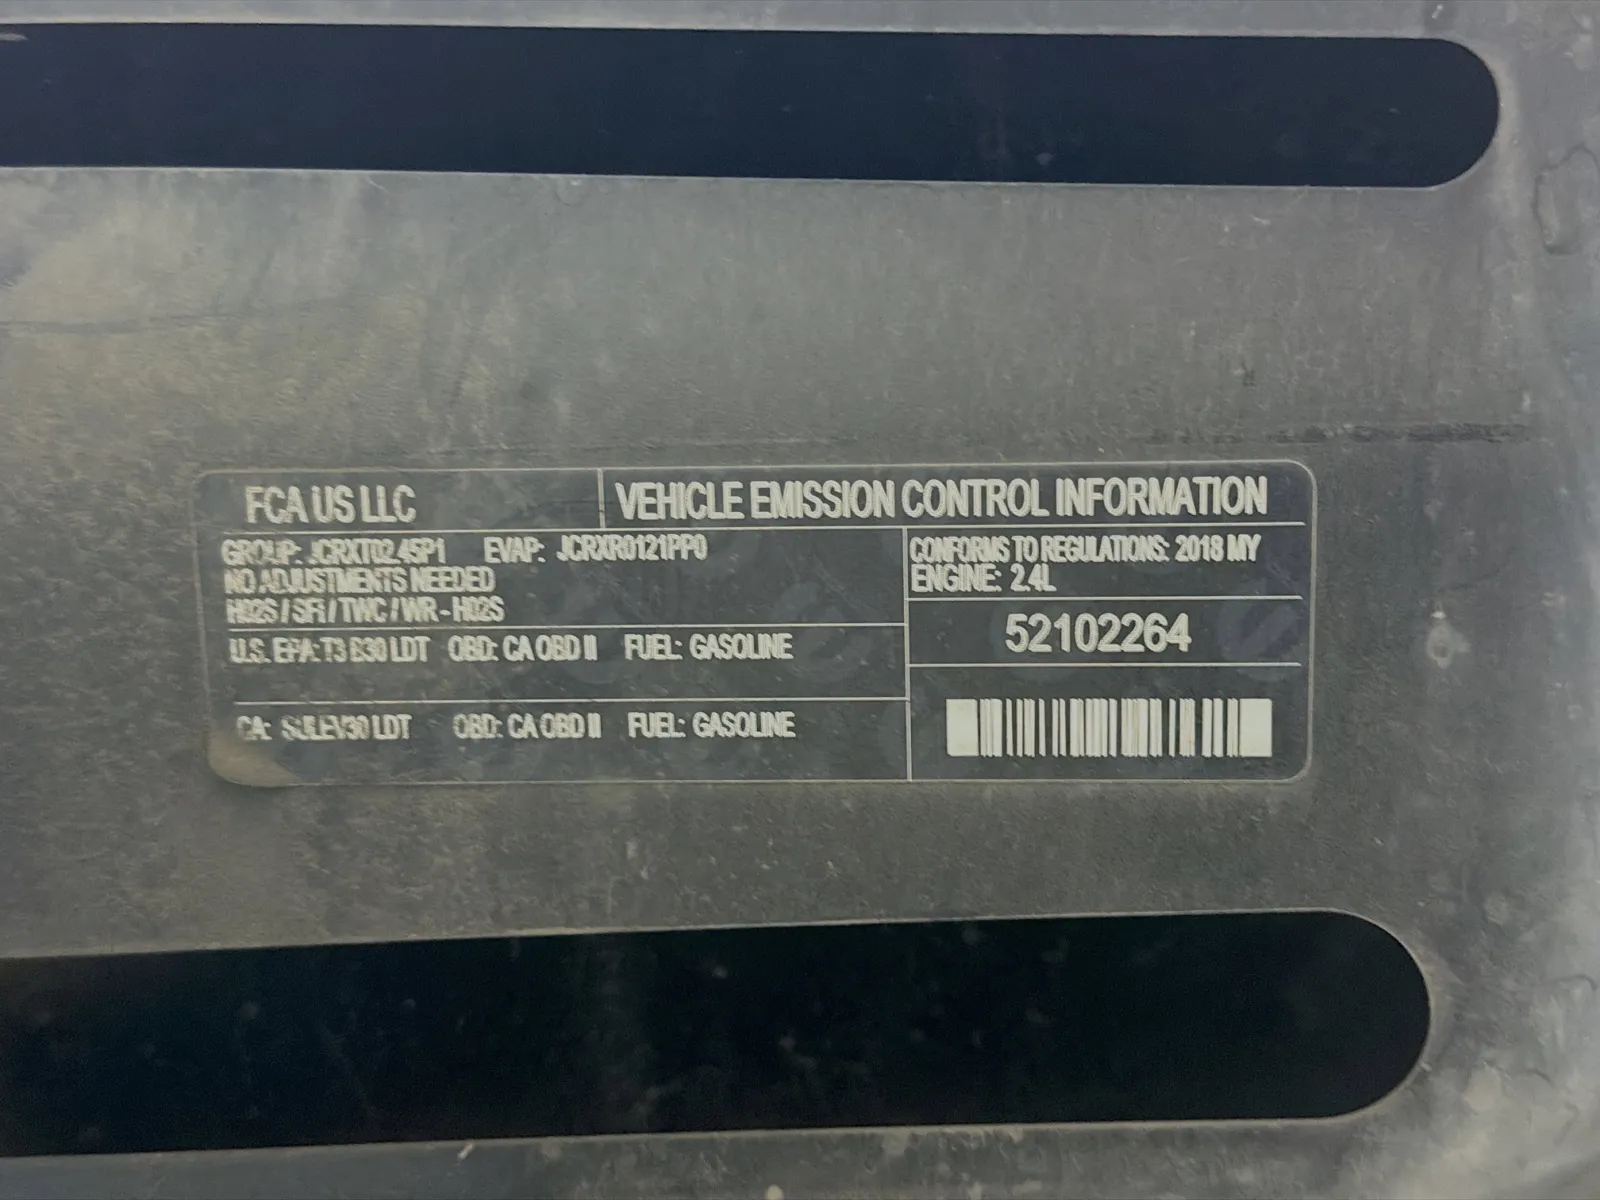 FCA US LLC
VEHICLE EMISSION CONTROL INFORMATION
GROUP: JCRXT02.45P1 EVAP: JCRXR0121PP0
NO ADJUSTMENTS NEEDED
H02S / SFI / TWC / WR - H02S
U.S. EPA: T3 B30 LDT OBD: CA OBD II FUEL: GASOLINE
CA: SULEV30 LDT OBD: CA OBD II FUEL: GASOLINE
CONFORMS TO REGULATIONS: 2018 MY
ENGINE: 2.4L
52102264